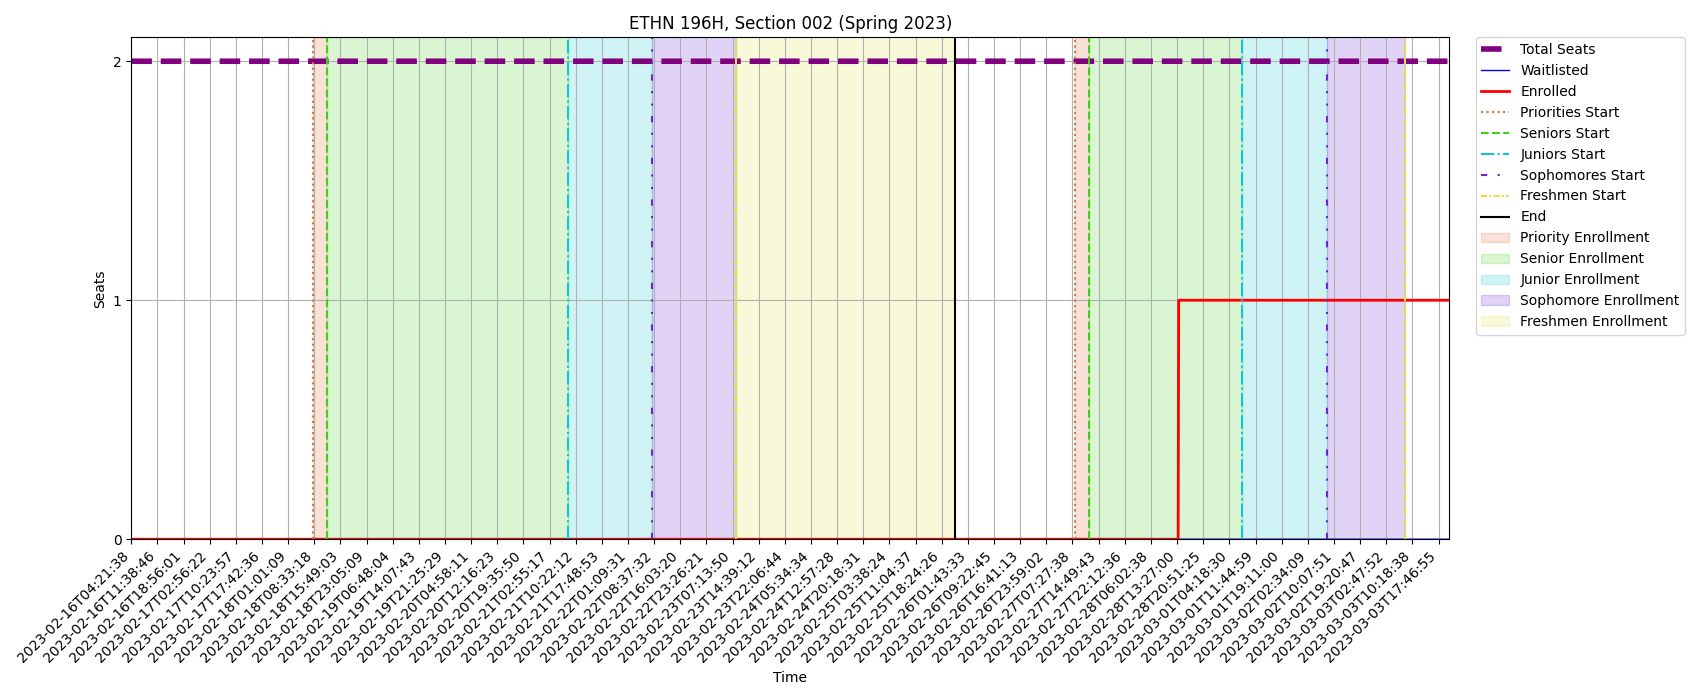 ETHN 196H, Section 002 (Spring 2023)
Seats
2
1
0
2023-02-16T04:21:38
2023-02-16T11:38:46
2023-02-16T18:56:01
2023-02-17T02:56:22
2023-02-17T10:23:57
2023-02-17T17:42:36
2023-02-18T01:01:09
2023-02-18T08:33:18
2023-02-18T15:49:03
2023-02-18T23:05:09
2023-02-19T06:48:04
2023-02-19T14:07:43
2023-02-19T21:25:29
2023-02-20T04:58:11
2023-02-20T12:16:23
2023-02-20T19:35:50
2023-02-21T02:55:17
2023-02-21T10:22:12
2023-02-21T17:48:53
2023-02-22T01:09:31
2023-02-22T08:37:32
2023-02-22T16:03:20
2023-02-22T23:26:21
2023-02-23T07:13:50
2023-02-23T14:39:12
2023-02-23T22:06:44
2023-02-24T05:34:34
2023-02-24T12:57:28
2023-02-24T20:18:31
2023-02-25T03:38:24
2023-02-25T11:04:37
2023-02-25T18:24:26
2023-02-26T01:43:33
2023-02-26T09:22:45
2023-02-26T16:41:13
2023-02-26T23:59:02
2023-02-27T07:27:38
2023-02-27T14:49:43
2023-02-27T22:12:36
2023-02-28T06:02:38
2023-02-28T13:27:00
2023-02-28T20:51:25
2023-03-01T04:18:30
2023-03-01T11:44:59
2023-03-01T19:11:00
2023-03-02T02:34:09
2023-03-02T10:07:51
2023-03-02T19:20:47
2023-03-03T02:47:52
2023-03-03T10:18:38
2023-03-03T17:46:55
Time
Total Seats
Waitlisted
Enrolled
Priorities Start
Seniors Start
Juniors Start
Sophomores Start
Freshmen Start
End
Priority Enrollment
Senior Enrollment
Junior Enrollment
Sophomore Enrollment
Freshmen Enrollment